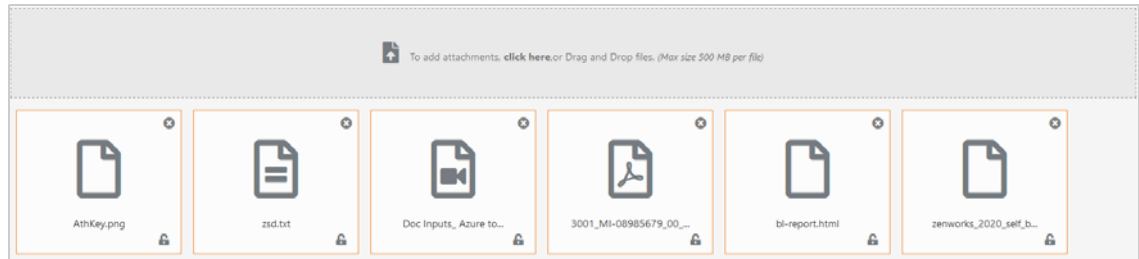 To add attachments, click here,or Drag and Drop files. (Max size 500 MB per file)
AthKey.png
zsd.txt
Doc Inputs_ Azure to...
3001_MI-08985679_00_...
bl-report.html
zenworks_2020_self_b...